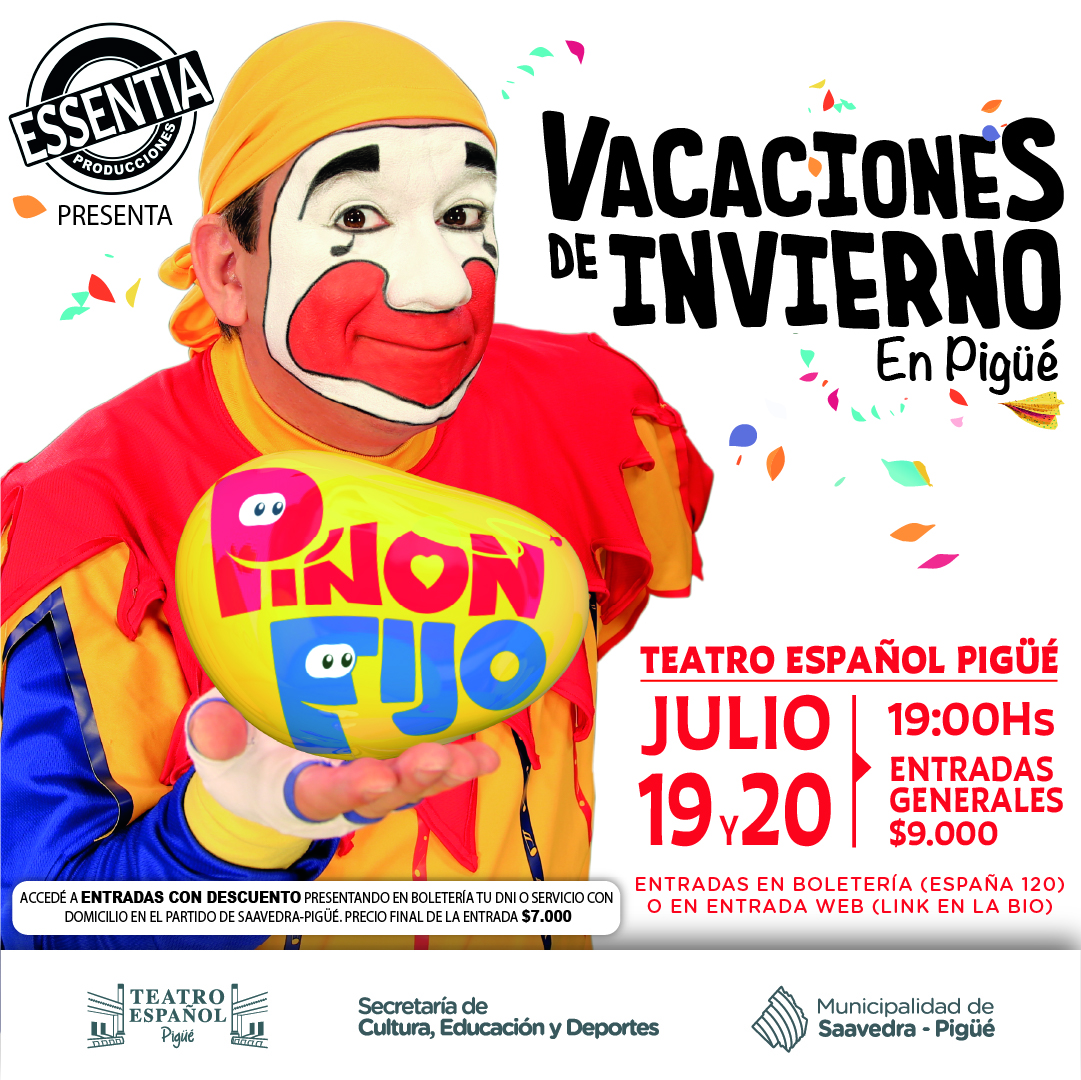 ESSENTIA
PRODUCCIONES
PRESENTA
VACACIONES
DE INVIERNO
En Pigüé
PIÑON
FIJO
TEATRO ESPAÑOL PIGÜÉ
JULIO
19 Y 20
19:00Hs
ENTRADAS
GENERALES
$9.000
ENTRADAS EN BOLETERÍA (ESPAÑA 120)
O EN ENTRADA WEB (LINK EN LA BIO)
ACCEDÉ A ENTRADAS CON DESCUENTO PRESENTANDO EN BOLETERÍA TU DNI O SERVICIO CON
DOMICILIO EN EL PARTIDO DE SAAVEDRA-PIGÜÉ. PRECIO FINAL DE LA ENTRADA $7.000
TEATRO
ESPAÑOL
Pigüé
Secretaría de
Cultura, Educación y Deportes
Municipalidad de
Saavedra - Pigüé